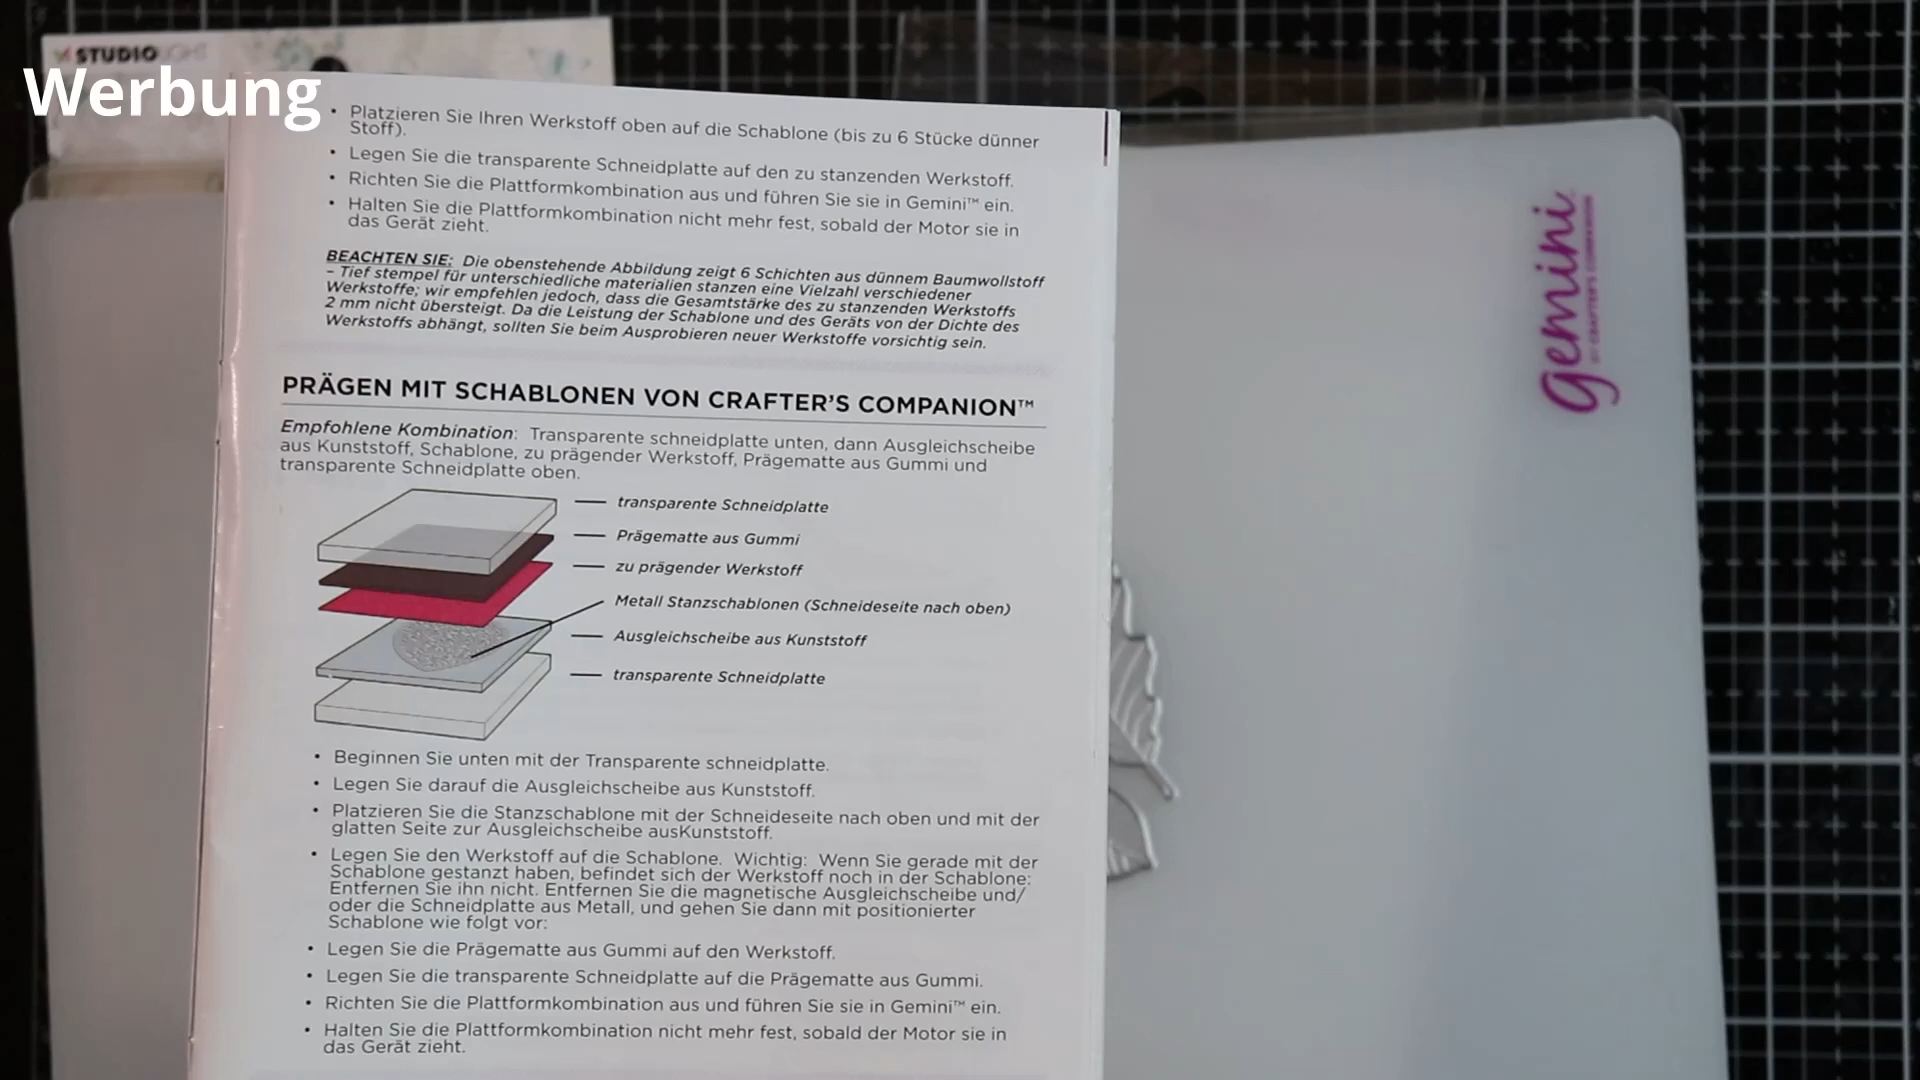 STUDIOLIGHT
Werbung
• Platzieren Sie Ihren Werkstoff oben auf die Schablone (bis zu 6 Stücke dünner
Stoff).
• Legen Sie die transparente Schneidplatte auf den zu stanzenden Werkstoff.
• Richten Sie die Plattformkombination aus und führen Sie sie in Gemini™ ein.
• Halten Sie die Plattformkombination nicht mehr fest, sobald der Motor sie in
das Gerät zieht.
BEACHTEN SIE: Die obenstehende Abbildung zeigt 6 Schichten aus dünnem Baumwollstoff
– Tief stempel für unterschiedliche materialien stanzen eine Vielzahl verschiedener
Werkstoffe; wir empfehlen jedoch, dass die Gesamtstärke des zu stanzenden Werkstoffs
2 mm nicht übersteigt. Da die Leistung der Schablone und des Geräts von der Dichte des
Werkstoffs abhängt, sollten Sie beim Ausprobieren neuer Werkstoffe vorsichtig sein.
PRÄGEN MIT SCHABLONEN VON CRAFTER'S COMPANION™
Empfohlene Kombination: Transparente schneidplatte unten, dann Ausgleichscheibe
aus Kunststoff, Schablone, zu prägender Werkstoff, Prägematte aus Gummi und
transparente Schneidplatte oben.
transparente Schneidplatte
Prägematte aus Gummi
zu prägender Werkstoff
Metall Stanzschablonen (Schneideseite nach oben)
Ausgleichscheibe aus Kunststoff
transparente Schneidplatte
• Beginnen Sie unten mit der Transparente schneidplatte.
• Legen Sie darauf die Ausgleichscheibe aus Kunststoff.
• Platzieren Sie die Stanzschablone mit der Schneideseite nach oben und mit der
glatten Seite zur Ausgleichscheibe ausKunststoff.
• Legen Sie den Werkstoff auf die Schablone. Wichtig: Wenn Sie gerade mit der
Schablone gestanzt haben, befindet sich der Werkstoff noch in der Schablone:
Entfernen Sie ihn nicht. Entfernen Sie die magnetische Ausgleichscheibe und/
oder die Schneidplatte aus Metall, und gehen Sie dann mit positionierter
Schablone wie folgt vor:
• Legen Sie die Prägematte aus Gummi auf den Werkstoff.
• Legen Sie die transparente Schneidplatte auf die Prägematte aus Gummi.
• Richten Sie die Plattformkombination aus und führen Sie sie in Gemini™ ein.
• Halten Sie die Plattformkombination nicht mehr fest, sobald der Motor sie in
das Gerät zieht.
gemini
BY CRAFTER'S COMPANION